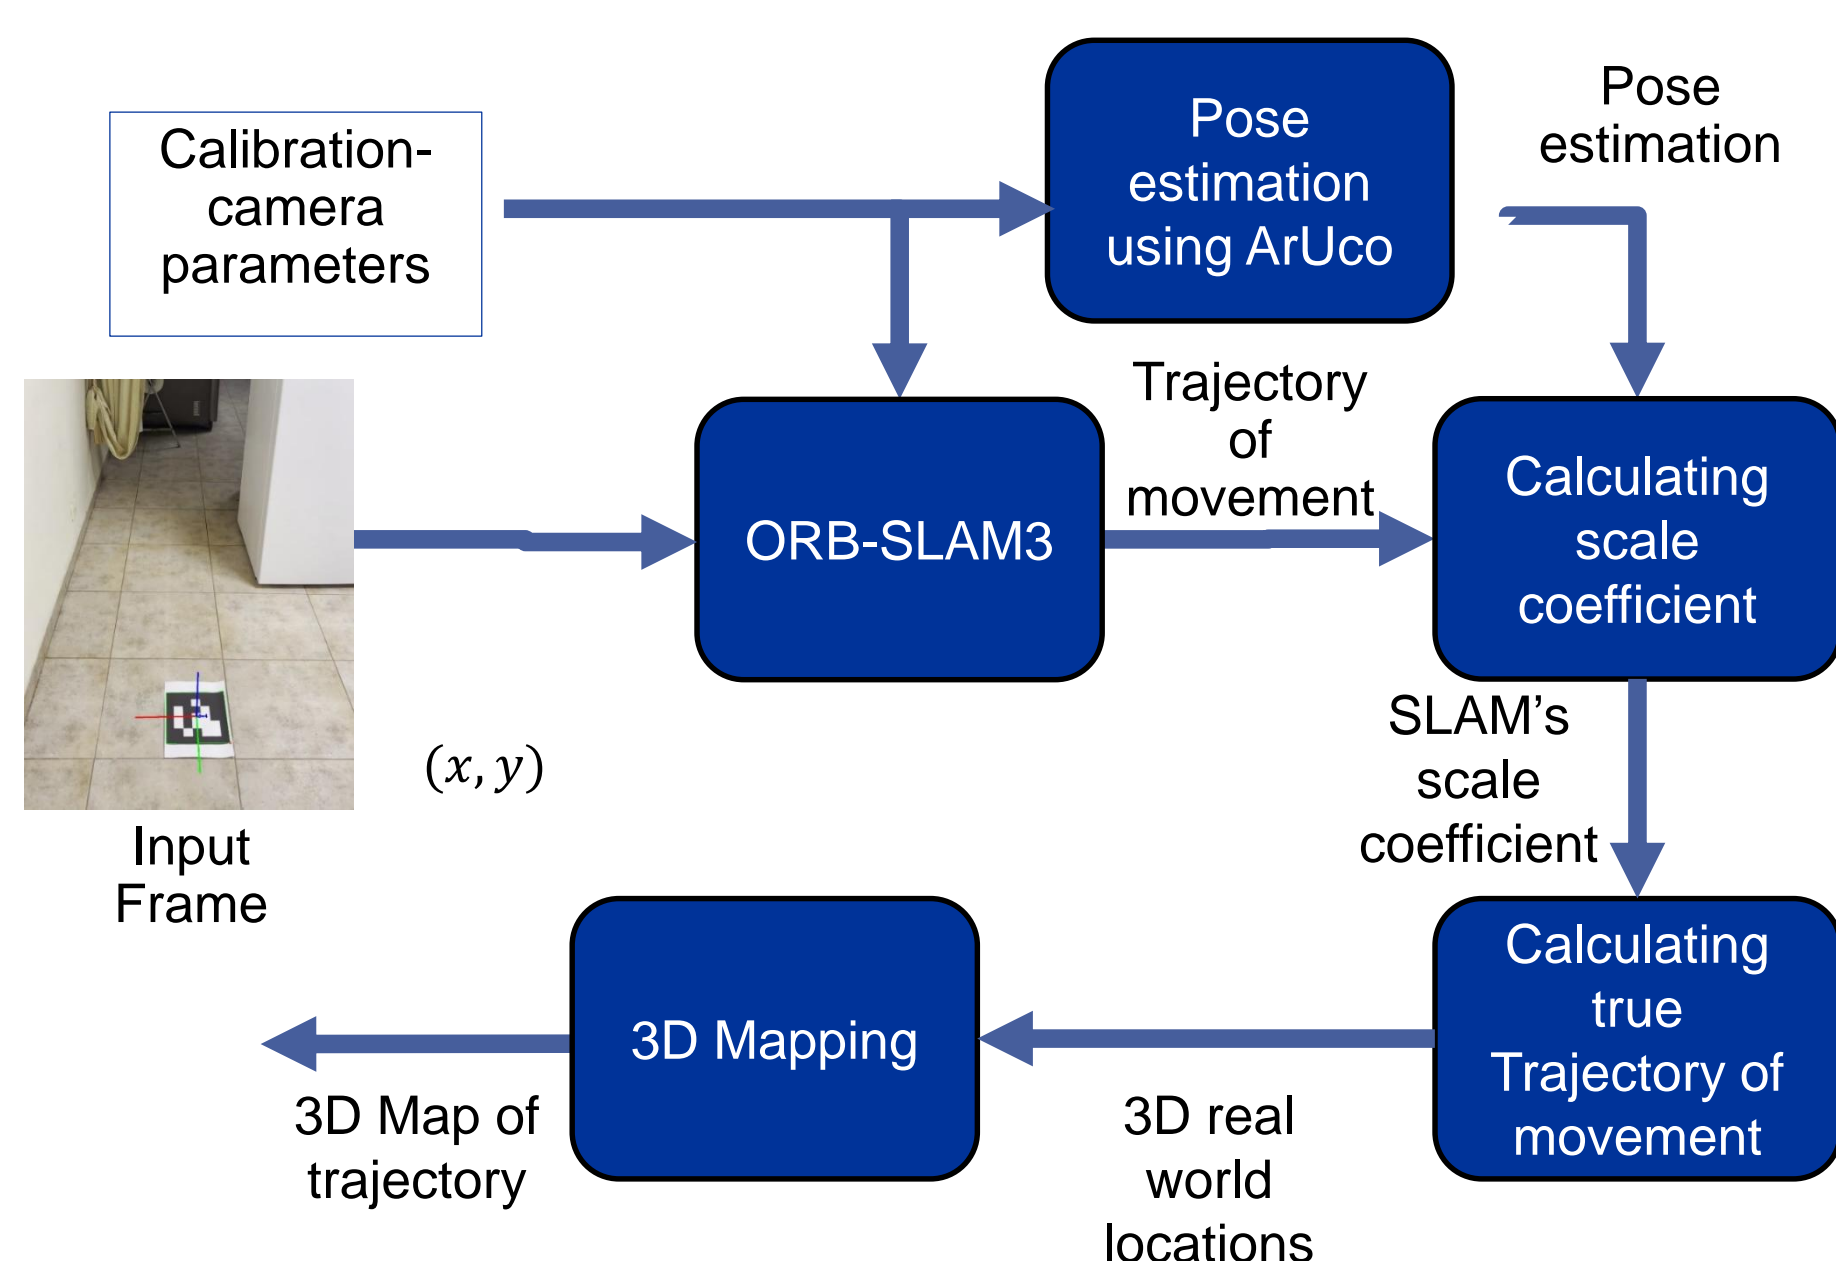 Calibration-
camera
parameters
Pose
estimation
using ArUco
Pose
estimation
Trajectory
of
movement
ORB-SLAM3
Calculating
scale
coefficient
(x, y)
Input
Frame
SLAM’s
scale
coefficient
Calculating
true
Trajectory of
movement
3D real
world
locations
3D Mapping
3D Map of
trajectory